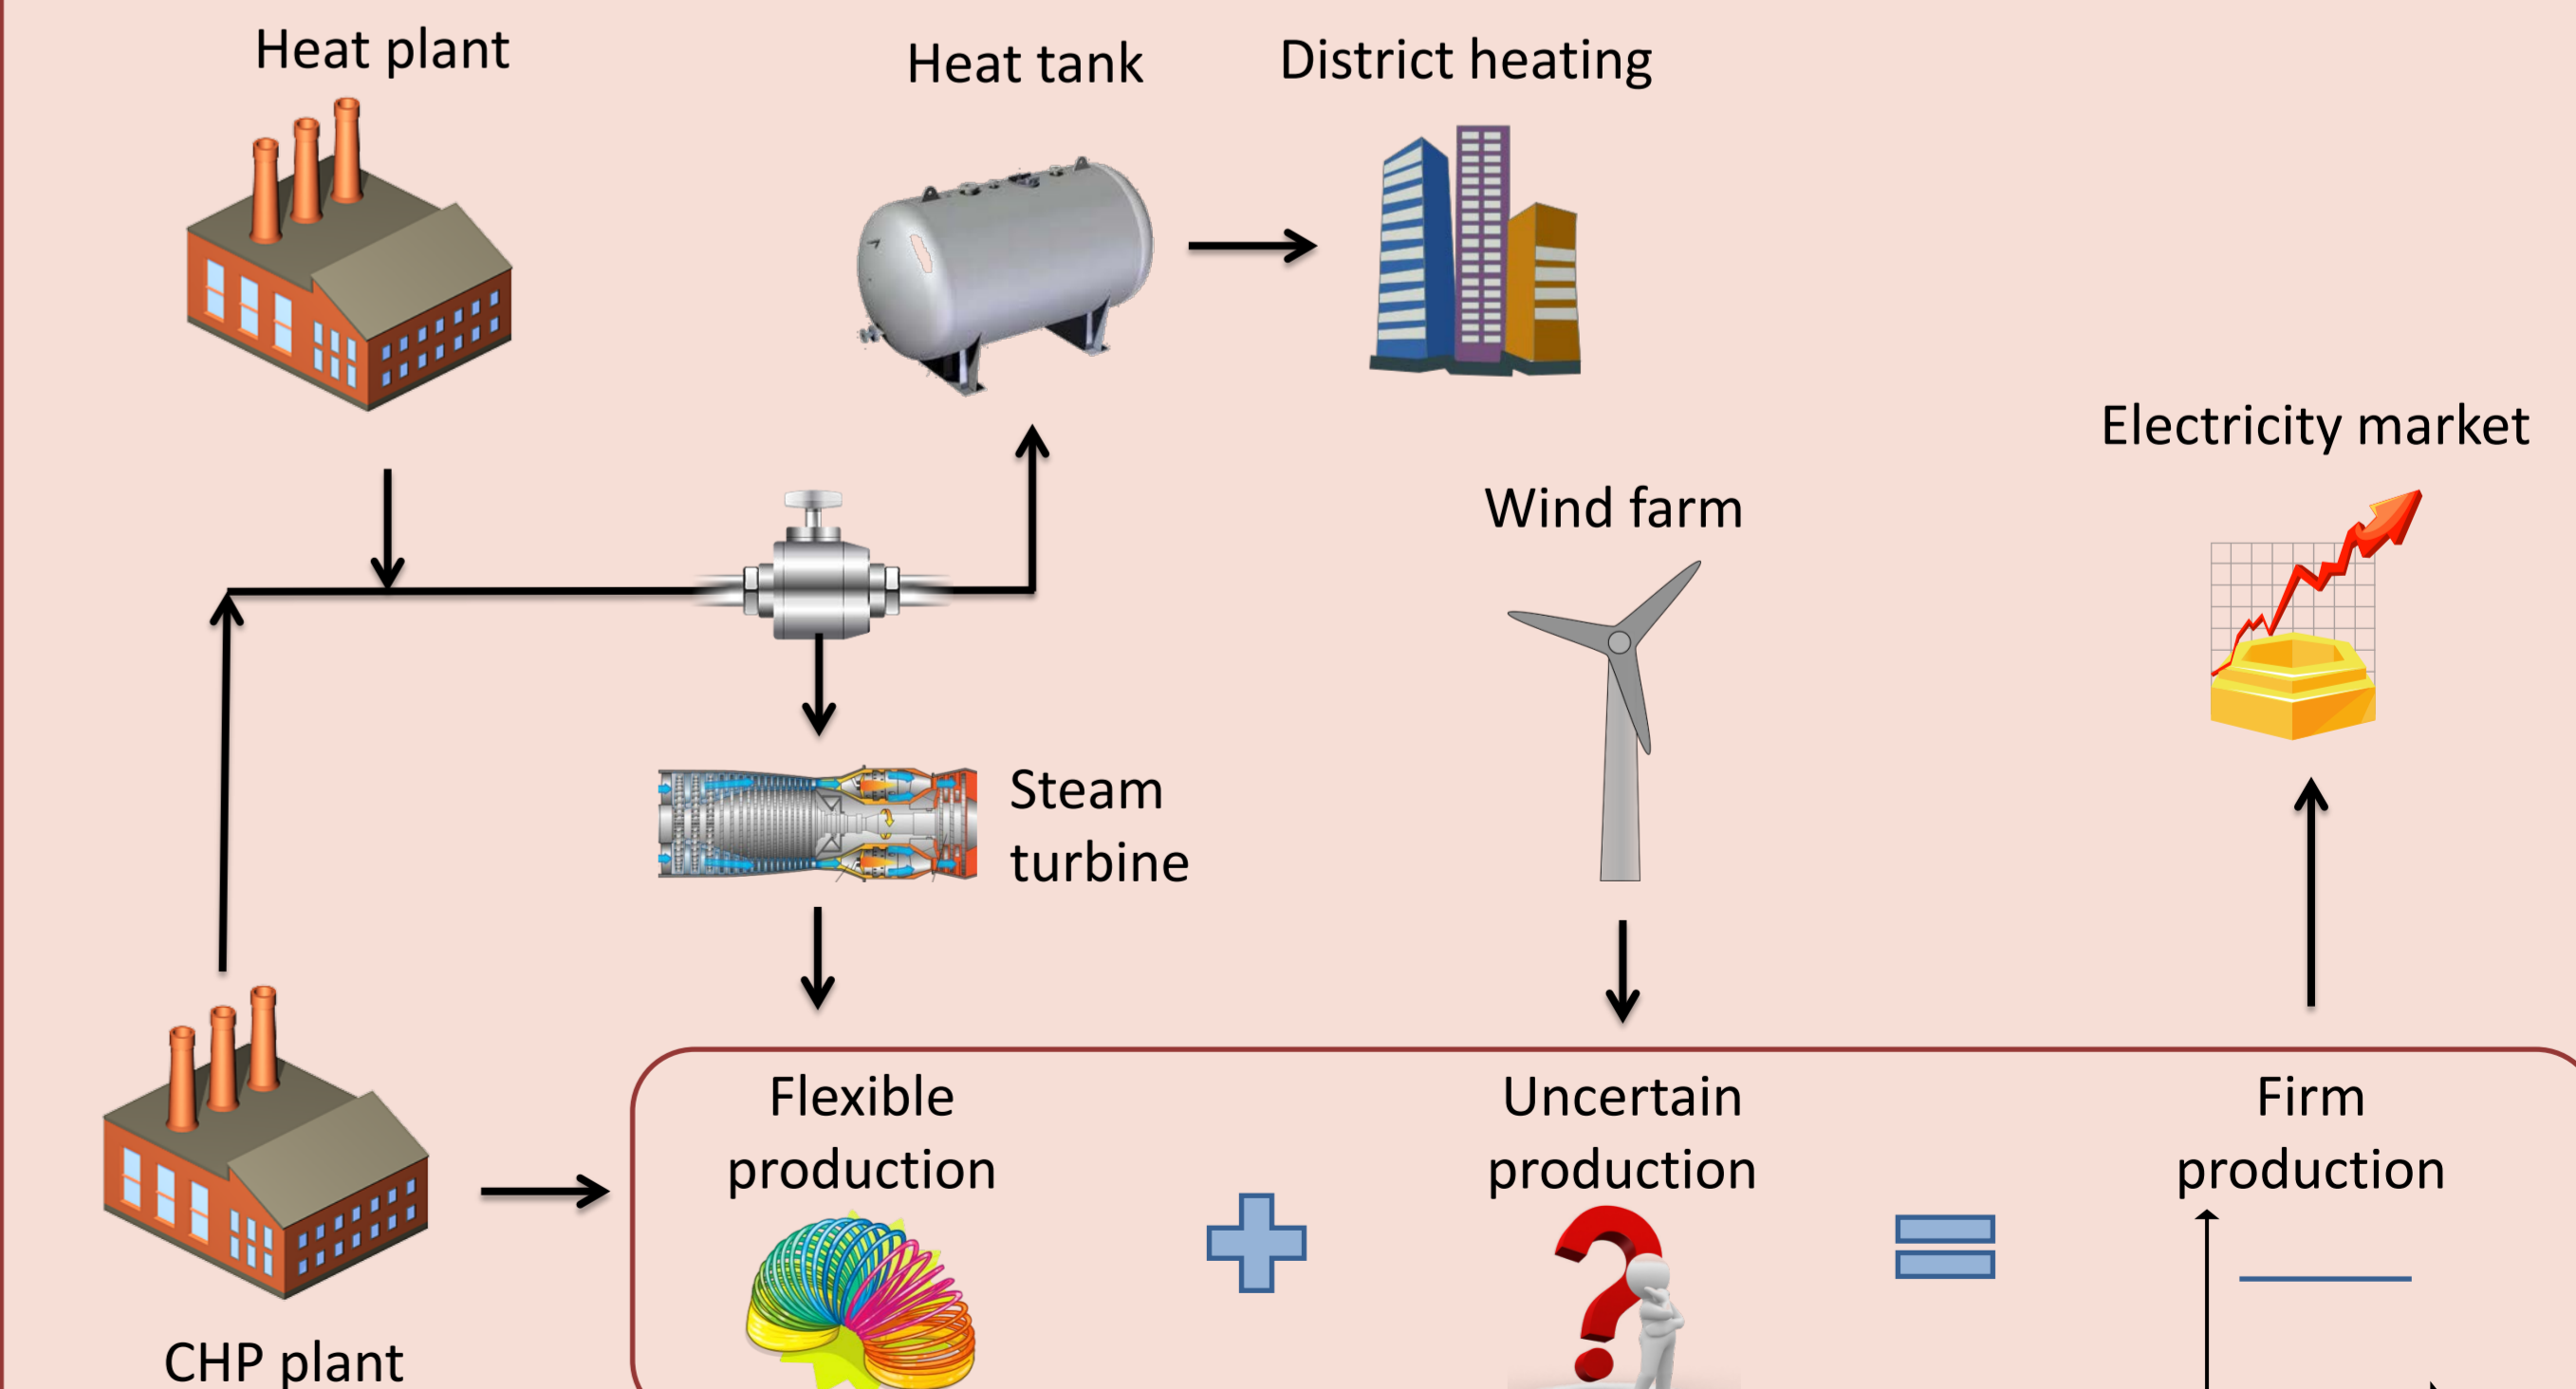 Heat plant
Heat tank
District heating
Electricity market
Wind farm
Steam
turbine
Flexible
production
Uncertain
production
Firm
production
CHP plant